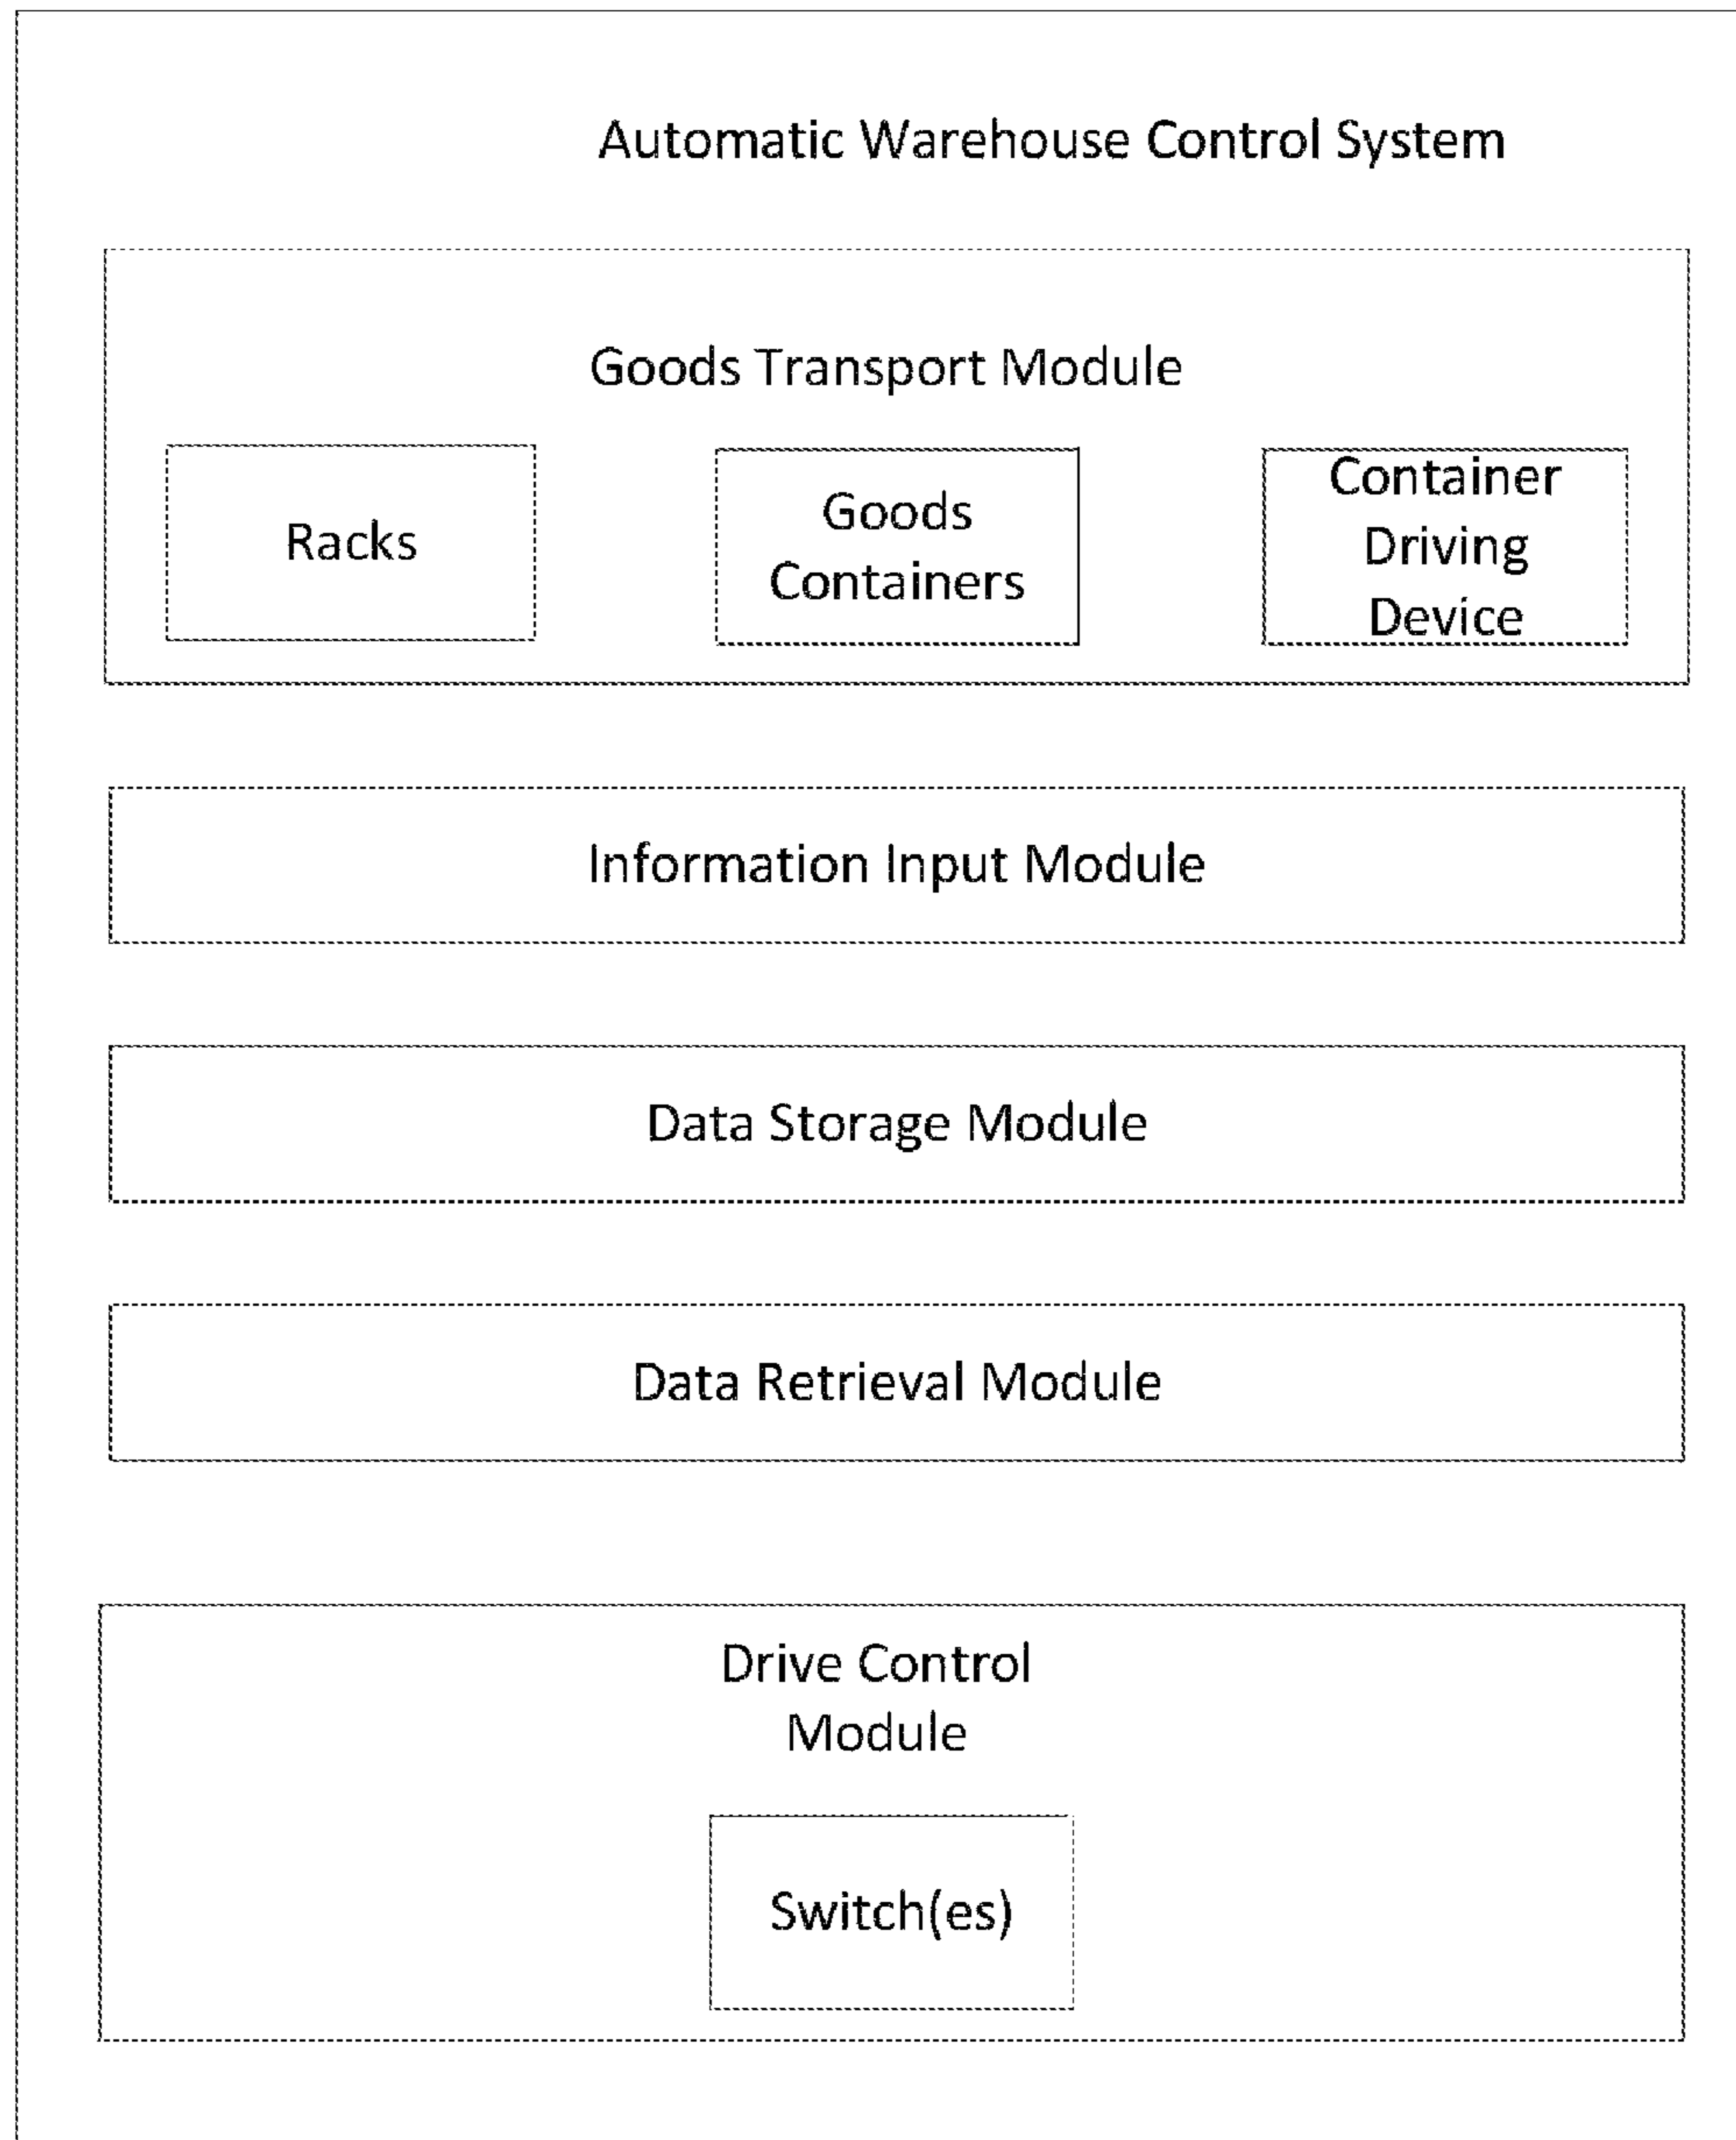 Automatic Warehouse Control System
Goods Transport Module
Racks
Goods
Containers
Container
Driving
Device
Information Input Module
Data Storage Module
Data Retrieval Module
Drive Control
Module
Switch(es)